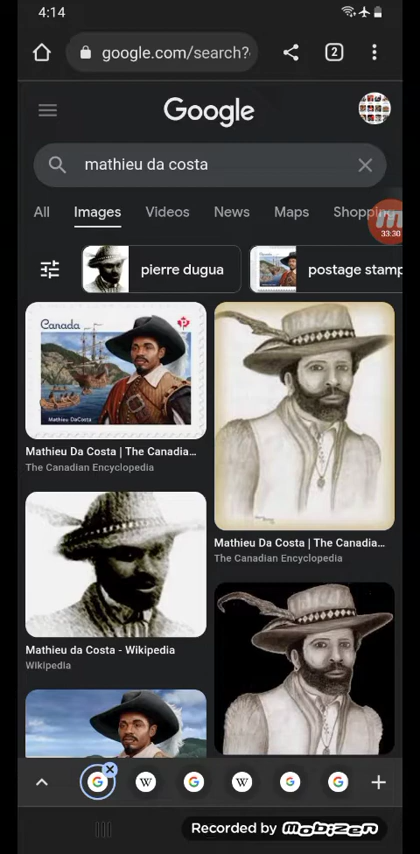 4:14
google.com/search?
2
Google
mathieu da costa
All Images Videos News Maps Shopping
33:30
pierre dugua
postage stamp
Canada
P
Mathieu DaCosta
Mathieu Da Costa | The Canadia...
The Canadian Encyclopedia
Mathieu Da Costa | The Canadia...
The Canadian Encyclopedia
Mathieu da Costa - Wikipedia
Wikipedia
G W G W G G
Recorded by mobizen